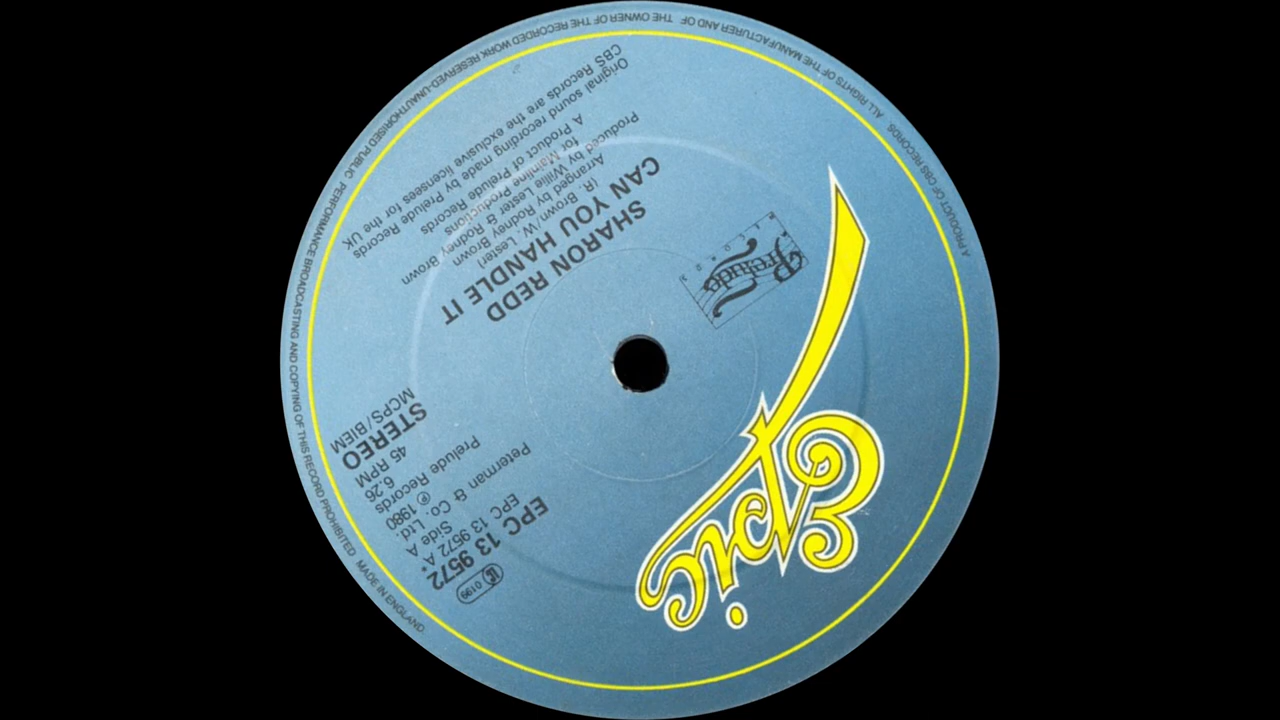 Epic
Prelude
RECORDS
EPC 13 9572
EPC 13 9572 A*
Side A
Peterman & Co. Ltd.
℗ 1980
Prelude Records
6.26
45 RPM
STEREO
MCPS/BIEM
LC 0199
SHARON REDD
CAN YOU HANDLE IT
(R. Brown/W. Lester)
Arranged by Rodney Brown
Produced by Willie Lester & Rodney Brown
for Mainline Productions
A Product of Prelude Records
Original sound recording made by Prelude Records
CBS Records are the exclusive licensees for the UK
A PRODUCT OF CBS RECORDS. ALL RIGHTS OF THE MANUFACTURER AND OF THE OWNER OF THE RECORDED WORK RESERVED-UNAUTHORISED PUBLIC PERFORMANCE BROADCASTING AND COPYING OF THIS RECORD PROHIBITED MADE IN ENGLAND.